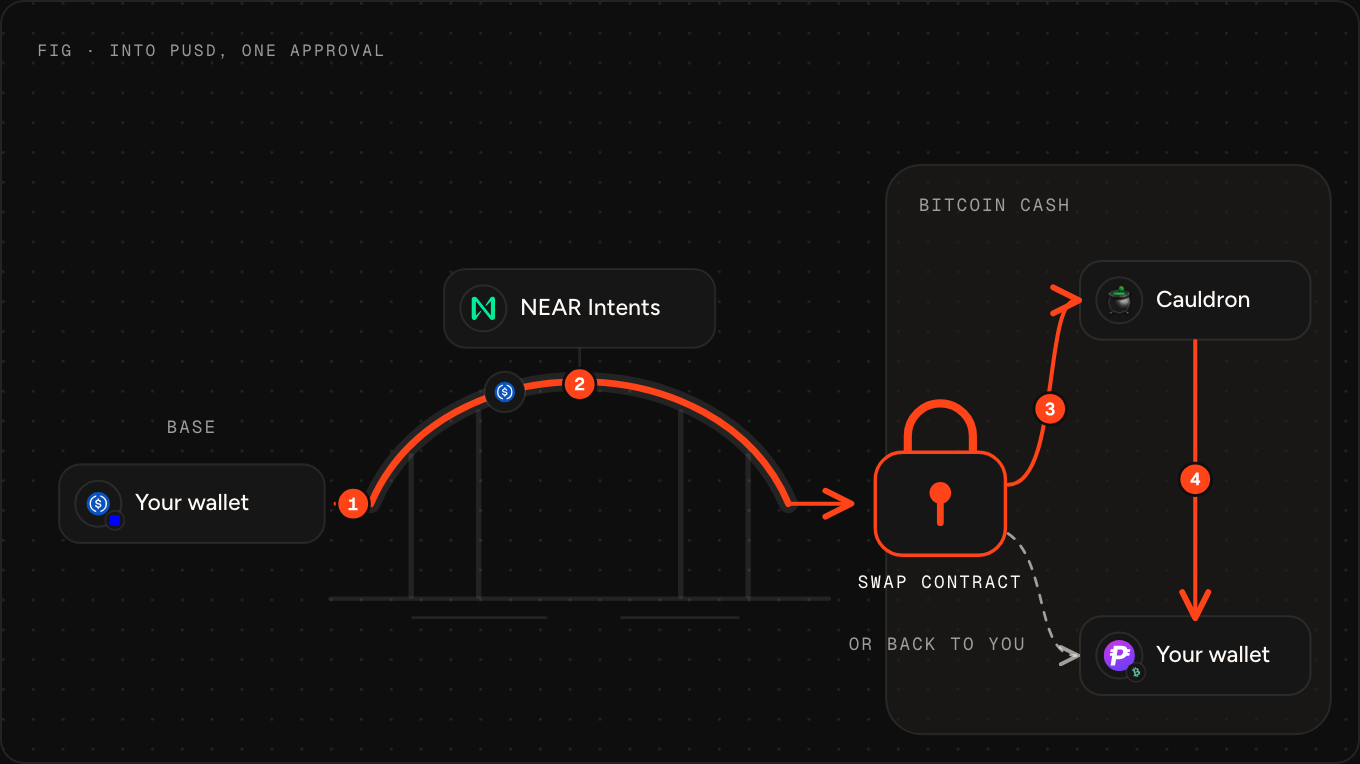 FIG · INTO PUSD, ONE APPROVAL
BITCOIN CASH
NEAR Intents
Cauldron
2
3
BASE
Your wallet
1
4
SWAP CONTRACT
OR BACK TO YOU
Your wallet